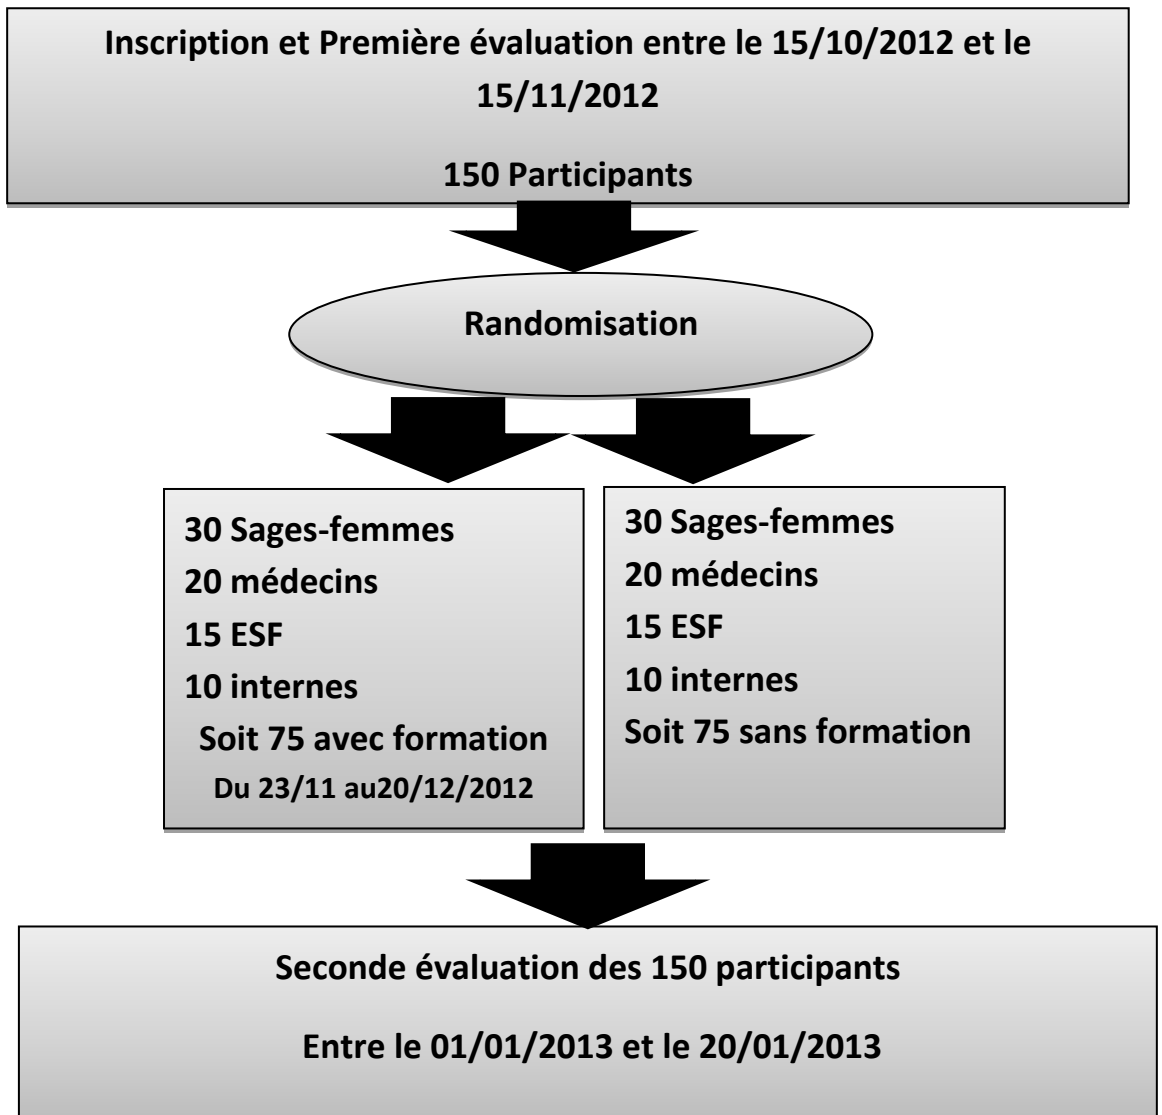 Inscription et Première évaluation entre le 15/10/2012 et le
15/11/2012
150 Participants
Randomisation
30 Sages-femmes
20 médecins
15 ESF
10 internes
Soit 75 avec formation
Du 23/11 au20/12/2012
30 Sages-femmes
20 médecins
15 ESF
10 internes
Soit 75 sans formation
Seconde évaluation des 150 participants
Entre le 01/01/2013 et le 20/01/2013